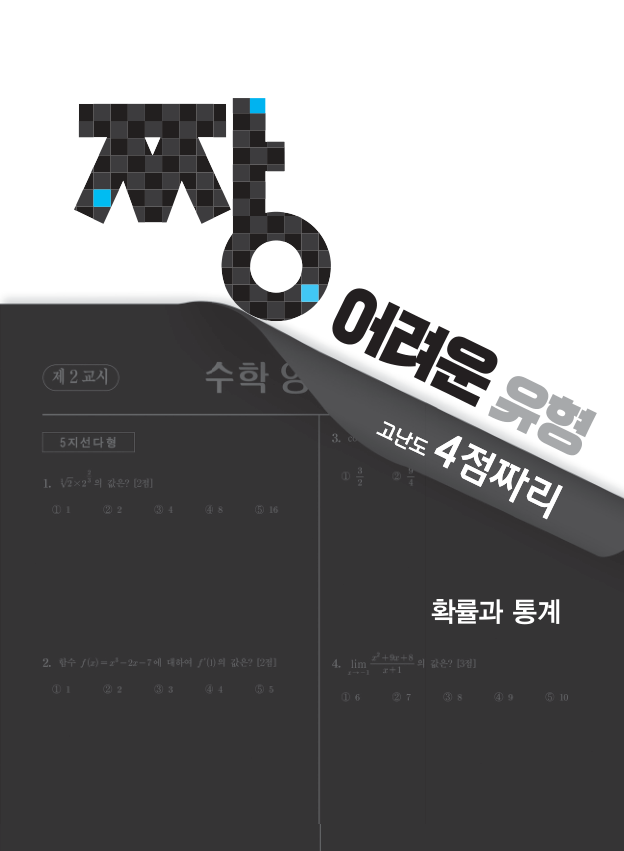 짱
어려운 유형
고난도 4점짜리
확률과 통계
제 2 교시
수학 영
5지선다형
1. 의 값은? [2점]
① 1 ② 2 ③ 4 ④ 8 ⑤ 16
2. 함수 f(x)=x³-2x-7에 대하여 f'(1)의 값은? [2점]
① 1 ② 2 ③ 3 ④ 4 ⑤ 5
3.
① 3/2 ② 9/4
4. lim x→-1 (x²+9x+8)/(x+1) 의 값은? [3점]
① 6 ② 7 ③ 8 ④ 9 ⑤ 10